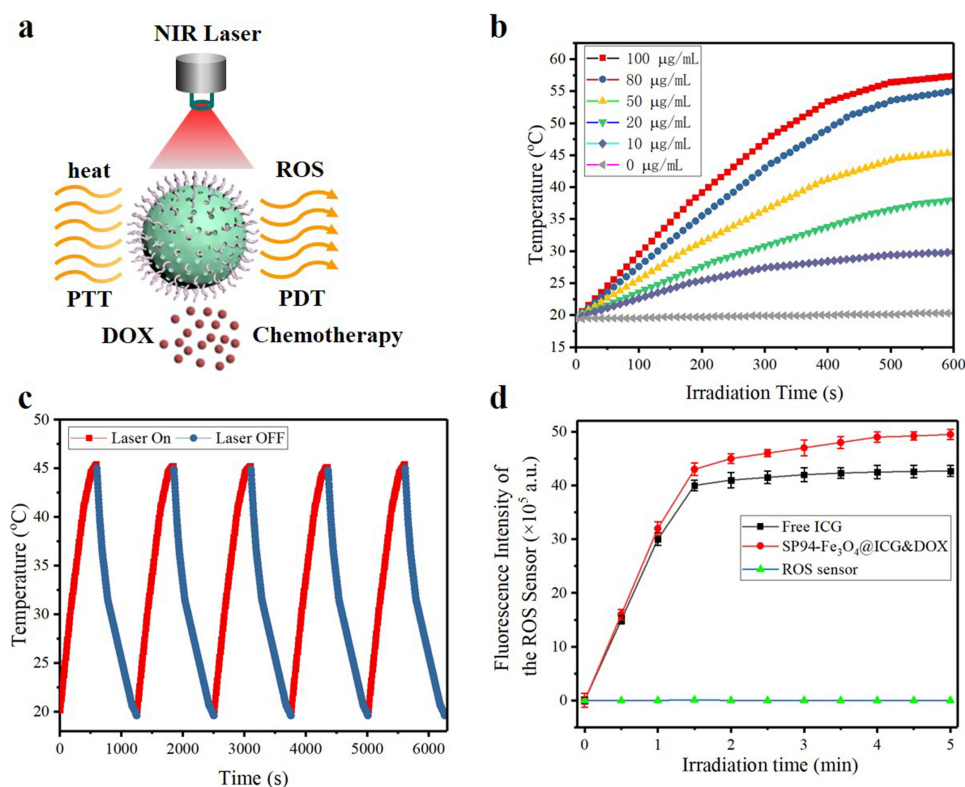 a
NIR Laser
heat
ROS
PTT
PDT
DOX
Chemotherapy
b
100 μg/mL
80 μg/mL
50 μg/mL
20 μg/mL
10 μg/mL
0 μg/mL
Temperature (°C)
60
55
50
45
40
35
30
25
20
15
0 100 200 300 400 500 600
Irradiation Time (s)
c
Laser On Laser OFF
Temperature (°C)
50
45
40
35
30
25
20
0 1000 2000 3000 4000 5000 6000
Time (s)
d
Fluorescence Intensity of
the ROS Sensor (×10⁵ a.u.)
50
40
30
20
10
0
Free ICG
SP94-Fe₃O₄@ICG&DOX
ROS sensor
0 1 2 3 4 5
Irradiation time (min)